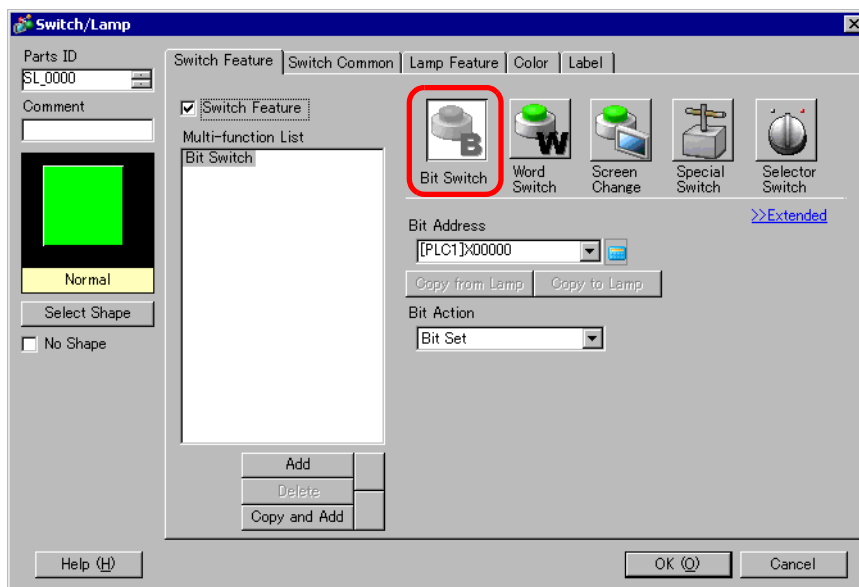 Switch/Lamp
Parts ID
SL_0000
Comment
Normal
Select Shape
No Shape
Switch Feature
Switch Common
Lamp Feature
Color
Label
Switch Feature
Multi-function List
Bit Switch
Add
Delete
Copy and Add
B
Bit Switch
W
Word
Switch
Screen
Change
Special
Switch
Selector
Switch
>>Extended
Bit Address
[PLC1]X00000
Copy from Lamp
Copy to Lamp
Bit Action
Bit Set
Help (H)
OK (O)
Cancel